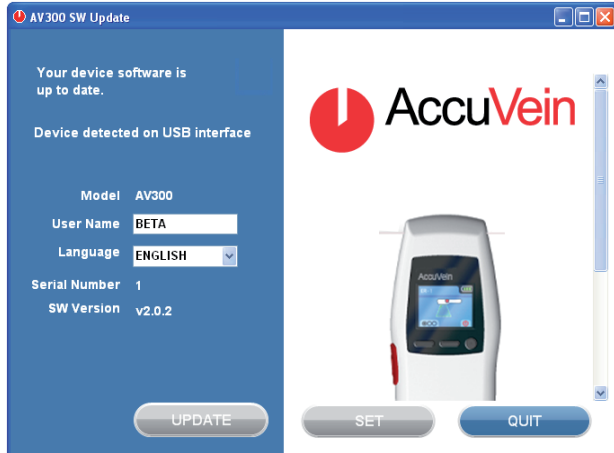 AV300 SW Update
Your device software is
up to date.
Device detected on USB interface
Model AV300
User Name BETA
Language ENGLISH
Serial Number 1
SW Version v2.0.2
UPDATE
AccuVein
AccuVein
SET
QUIT